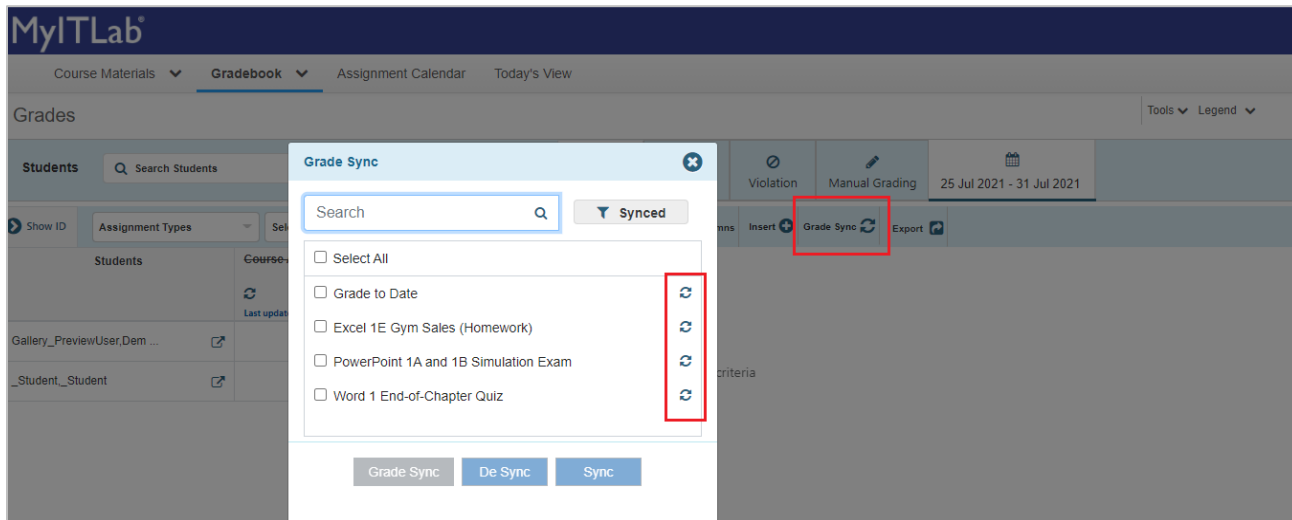 MyITLab®
Course Materials Gradebook Assignment Calendar Today's View
Grades
Tools Legend
Students Search Students
Violation Manual Grading 25 Jul 2021 - 31 Jul 2021
Show ID Assignment Types Insert Grade Sync Export
Students
Last
Gallery_PreviewUser,Dem ...
_Student,_Student
criteria
Grade Sync
Search Synced
Select All
Grade to Date
Excel 1E Gym Sales (Homework)
PowerPoint 1A and 1B Simulation Exam
Word 1 End-of-Chapter Quiz
Grade Sync De Sync Sync